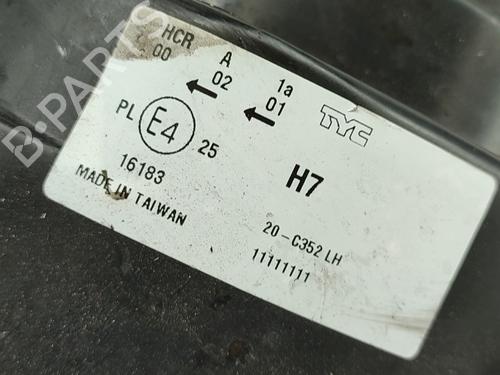 HCR A 1a
00 02 01
TYC
PL E4 25
16183
H7
MADE IN TAIWAN
20-C352 LH
11111111
B-PARTS